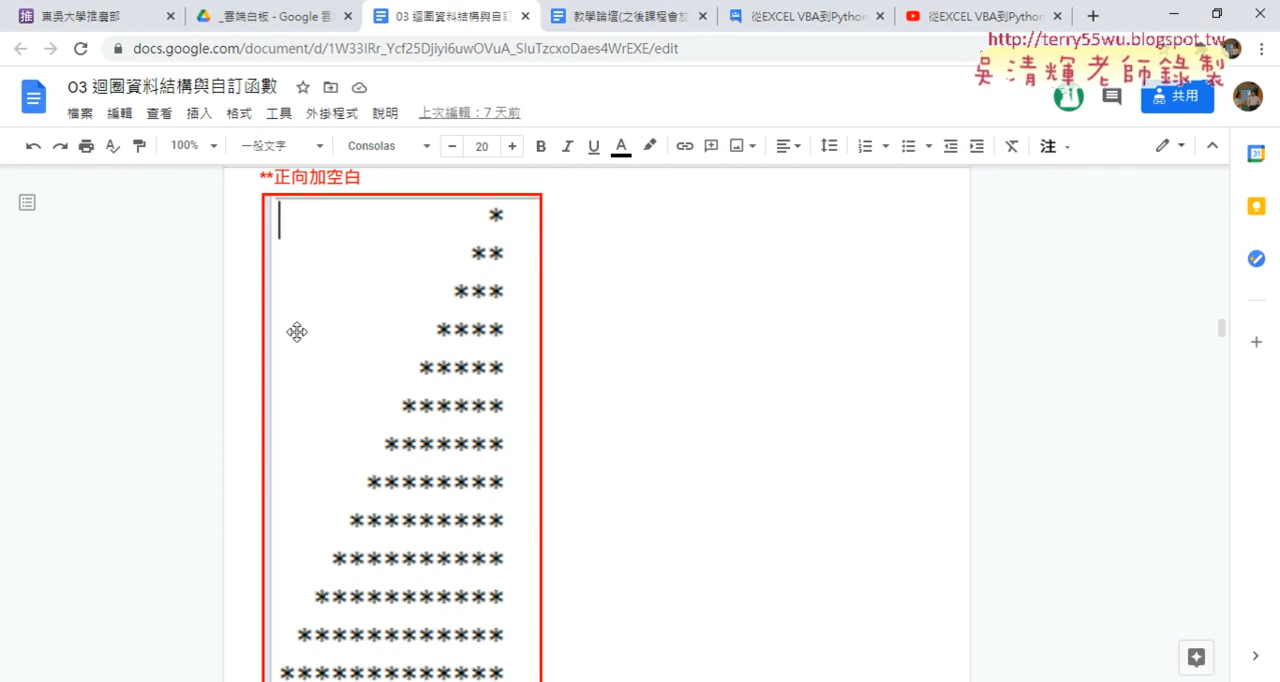 東吳大學推廣部
_雲端白板 - Google 雲
03 迴圈資料結構與自訂
教學論壇(之後課程會放
從EXCEL VBA到Python
從EXCEL VBA到Python
docs.google.com/document/d/1W33lRr_Ycf25Djiyi6uwOVuA_SIuTzcxoDaes4WrEXE/edit
http://terry55wu.blogspot.tw
吳清輝老師錄製
03 迴圈資料結構與自訂函數
檔案 編輯 查看 插入 格式 工具 外掛程式 說明 上次編輯：7 天前
共用
100% 一般文字 Consolas 20 B I U A 注
31
**正向加空白
*
**
***
****
*****
******
*******
********
*********
**********
***********
************
*************